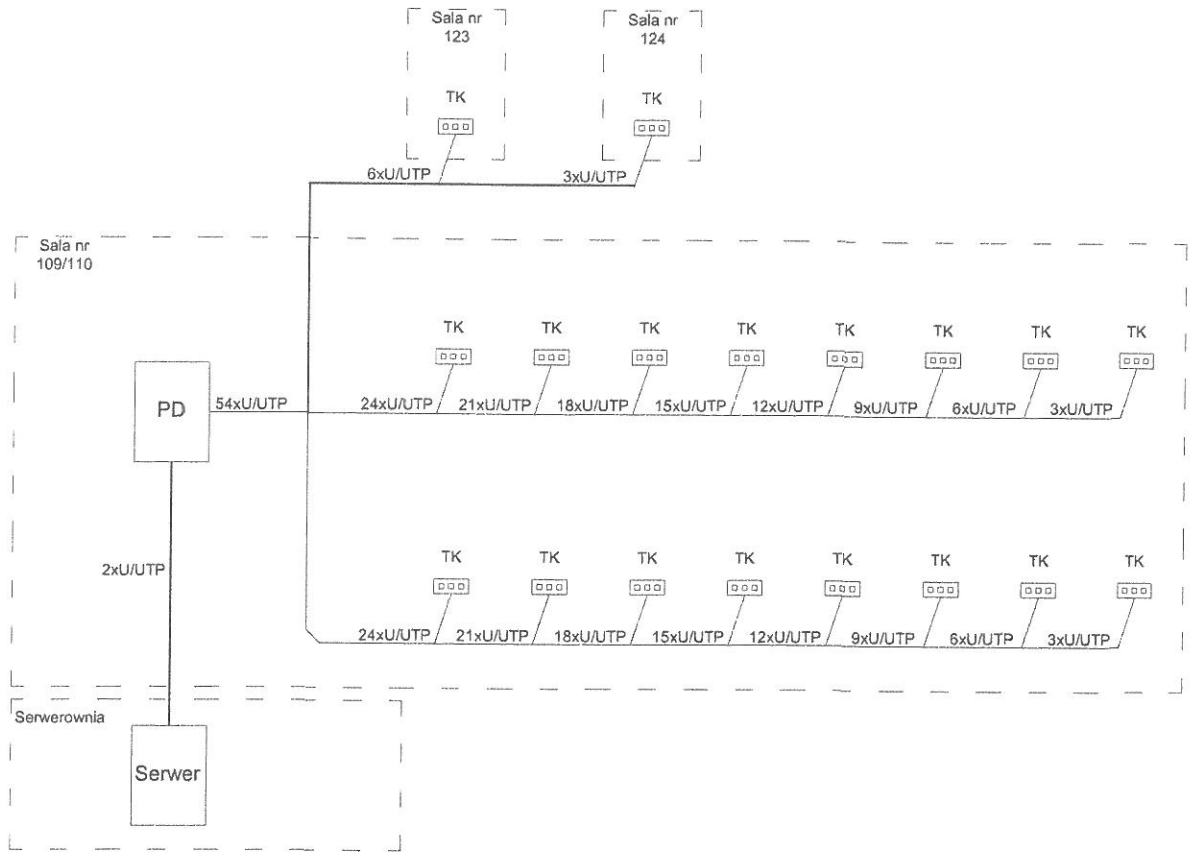 Sala nr
123
Sala nr
124
TK
TK
6xU/UTP
3xU/UTP
Sala nr
109/110
TK
TK
TK
TK
TK
TK
TK
TK
PD
54xU/UTP
24xU/UTP
21xU/UTP
18xU/UTP
15xU/UTP
12xU/UTP
9xU/UTP
6xU/UTP
3xU/UTP
2xU/UTP
TK
TK
TK
TK
TK
TK
TK
TK
24xU/UTP
21xU/UTP
18xU/UTP
15xU/UTP
12xU/UTP
9xU/UTP
6xU/UTP
3xU/UTP
Serwerownia
Serwer